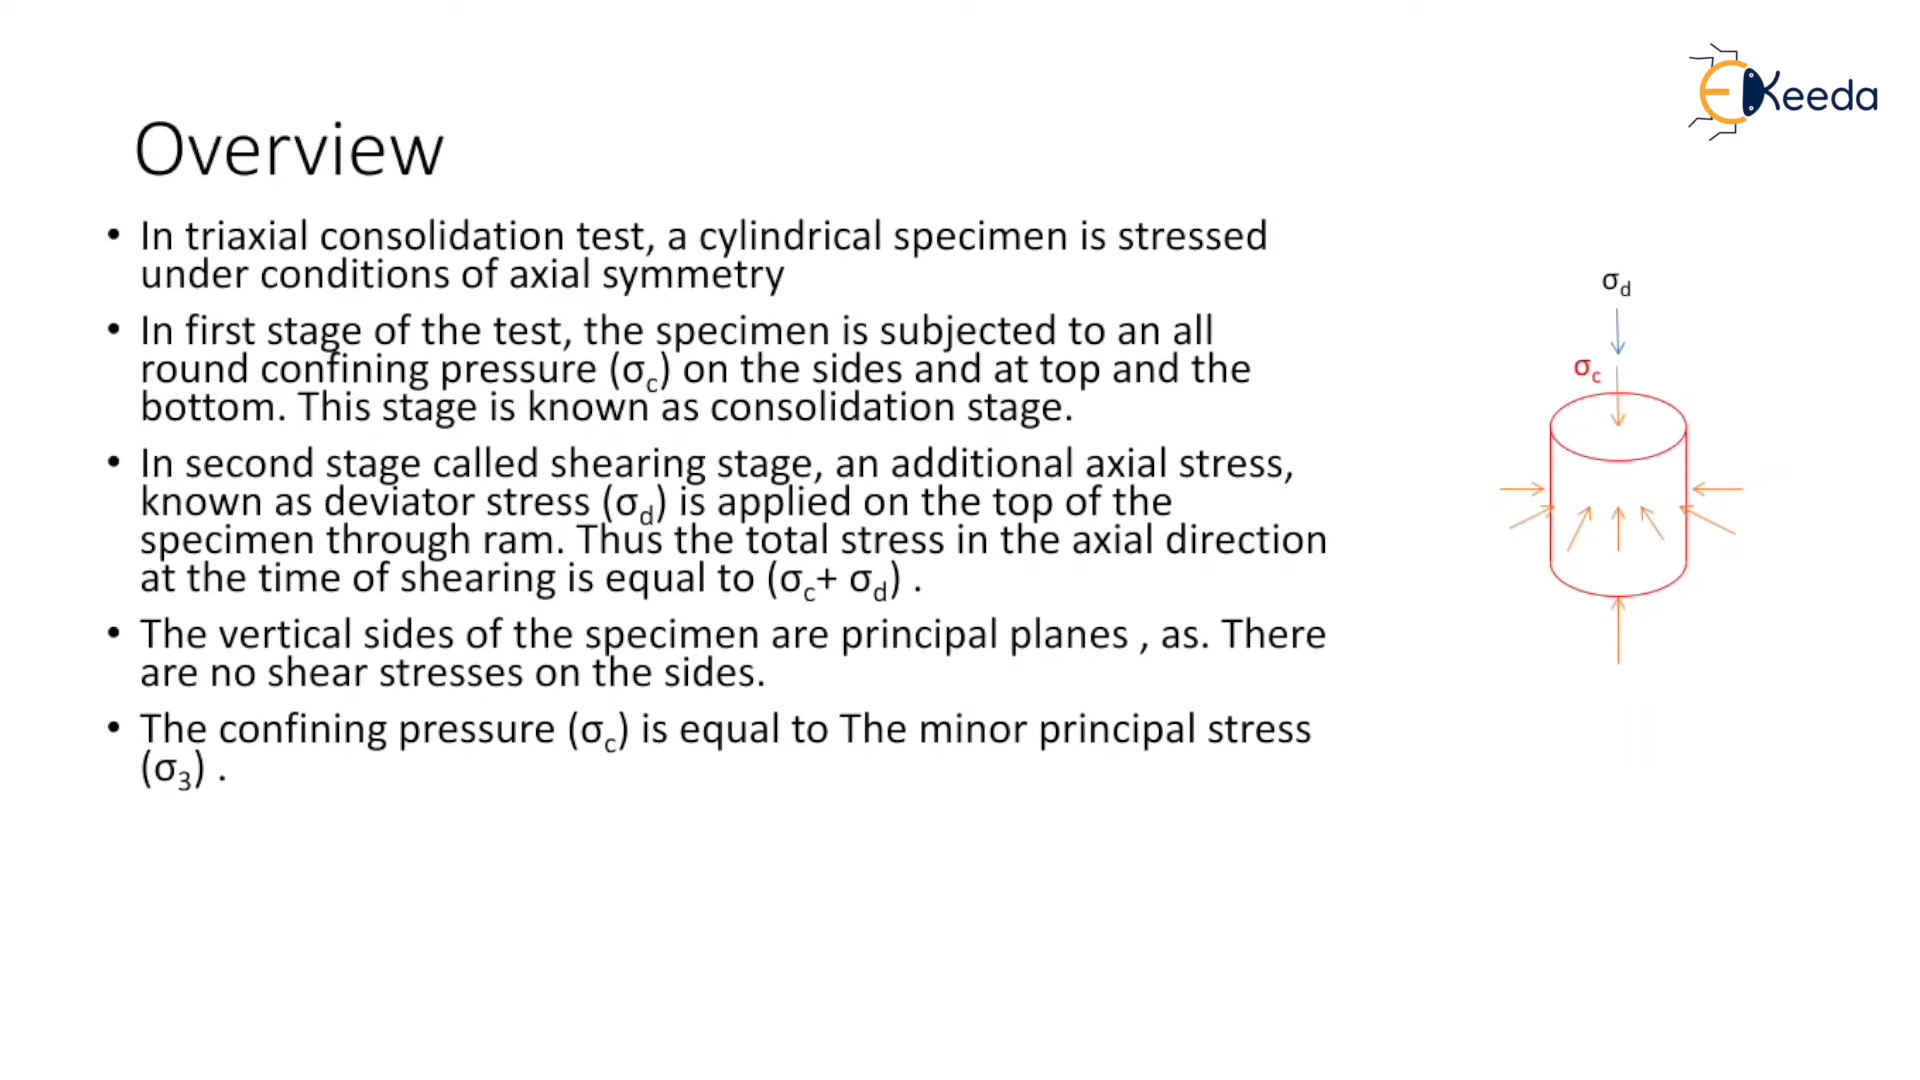 EKeeda
Overview
• In triaxial consolidation test, a cylindrical specimen is stressed
under conditions of axial symmetry
• In first stage of the test, the specimen is subjected to an all
round confining pressure (σc) on the sides and at top and the
bottom. This stage is known as consolidation stage.
• In second stage called shearing stage, an additional axial stress,
known as deviator stress (σd) is applied on the top of the
specimen through ram. Thus the total stress in the axial direction
at the time of shearing is equal to (σc+ σd) .
• The vertical sides of the specimen are principal planes , as. There
are no shear stresses on the sides.
• The confining pressure (σc) is equal to The minor principal stress
(σ3) .
σd
σc